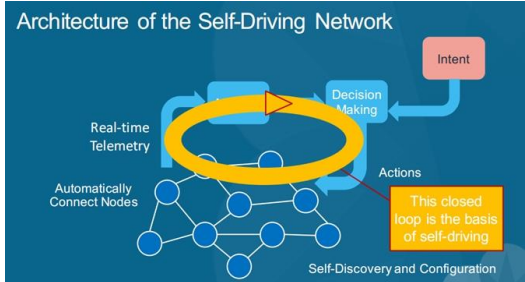 Architecture of the Self-Driving Network
Intent
Decision
Making
Real-time
Telemetry
Automatically
Connect Nodes
Actions
This closed
loop is the basis
of self-driving
Self-Discovery and Configuration